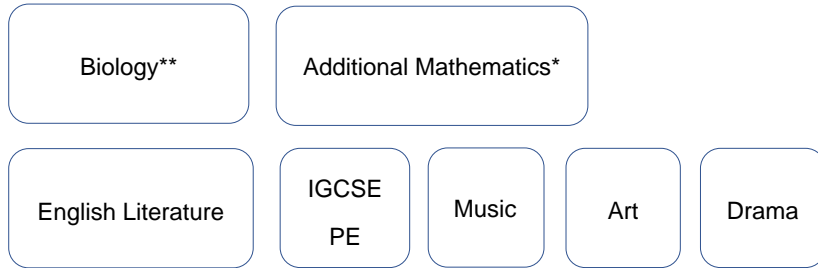 Biology**
Additional Mathematics*
English Literature
IGCSE
PE
Music
Art
Drama